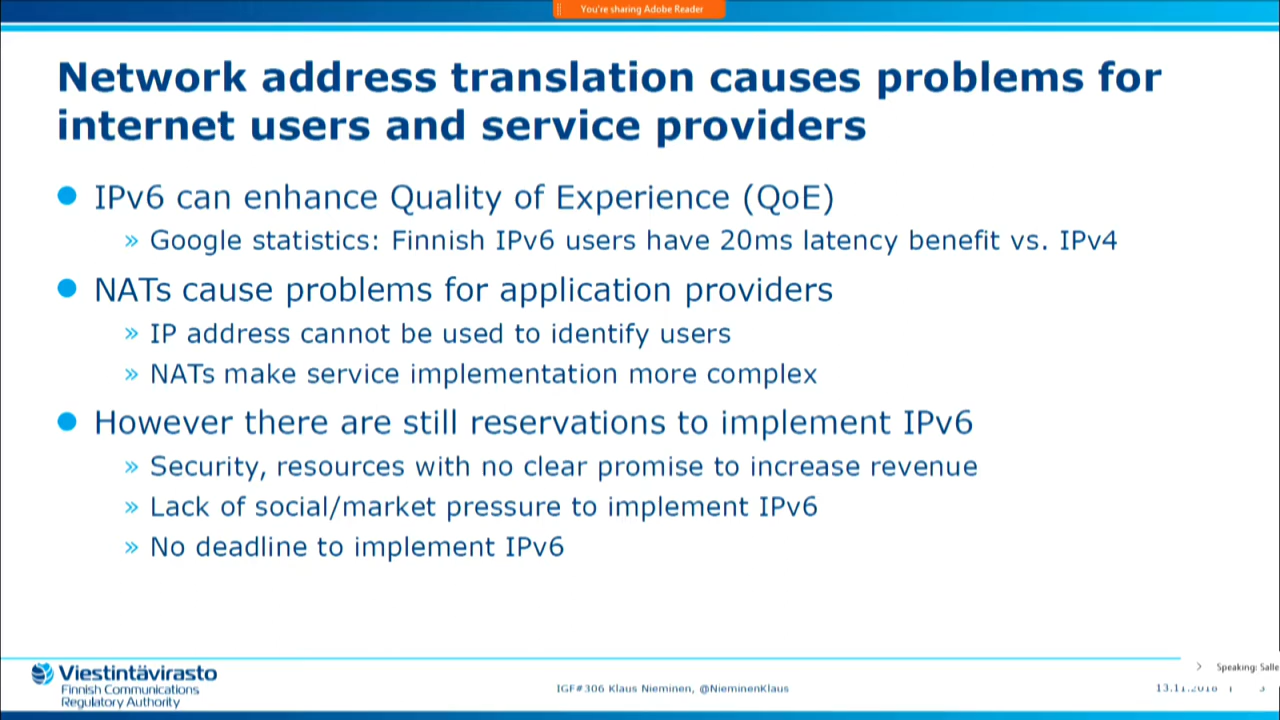 You're sharing Adobe Reader
Network address translation causes problems for
internet users and service providers
IPv6 can enhance Quality of Experience (QoE)
» Google statistics: Finnish IPv6 users have 20ms latency benefit vs. IPv4
NATs cause problems for application providers
» IP address cannot be used to identify users
» NATs make service implementation more complex
However there are still reservations to implement IPv6
» Security, resources with no clear promise to increase revenue
» Lack of social/market pressure to implement IPv6
» No deadline to implement IPv6
Viestintävirasto
Finnish Communications
Regulatory Authority
IGF#306 Klaus Nieminen, @NieminenKlaus
Speaking: Salle